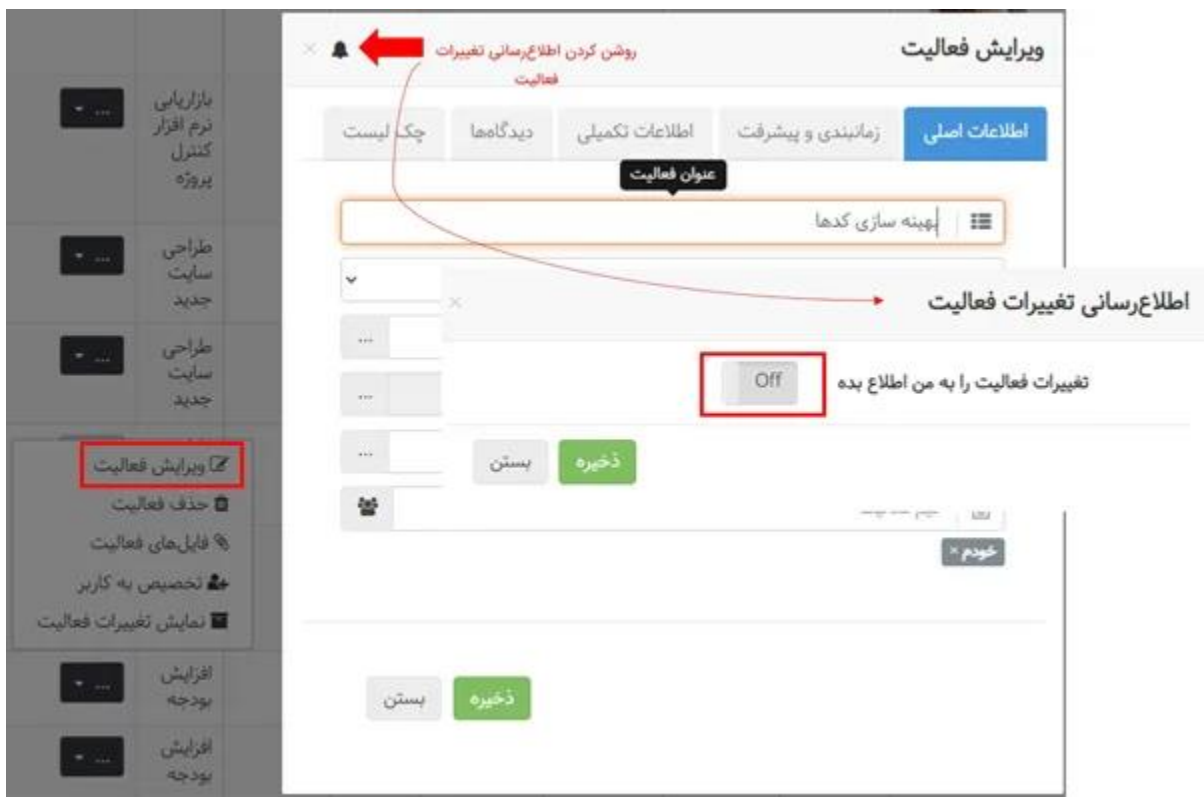 ویرایش فعالیت
روشن کردن اطلاع‌رسانی تغییرات
فعالیت
اطلاعات اصلی
زمانبندی و پیشرفت
اطلاعات تکمیلی
دیدگاه‌ها
چک لیست
عنوان فعالیت
بهینه سازی کدها
اطلاع‌رسانی تغییرات فعالیت
تغییرات فعالیت را به من اطلاع بده
Off
ذخیره
بستن
خودم ×
ذخیره
بستن
بازاریابی
نرم افزار
کنترل
پروژه
...
طراحی
سایت
جدید
...
طراحی
سایت
جدید
...
ویرایش فعالیت
حذف فعالیت
فایل‌های فعالیت
تخصیص به کاربر
نمایش تغییرات فعالیت
افزایش
بودجه
...
افزایش
بودجه
...